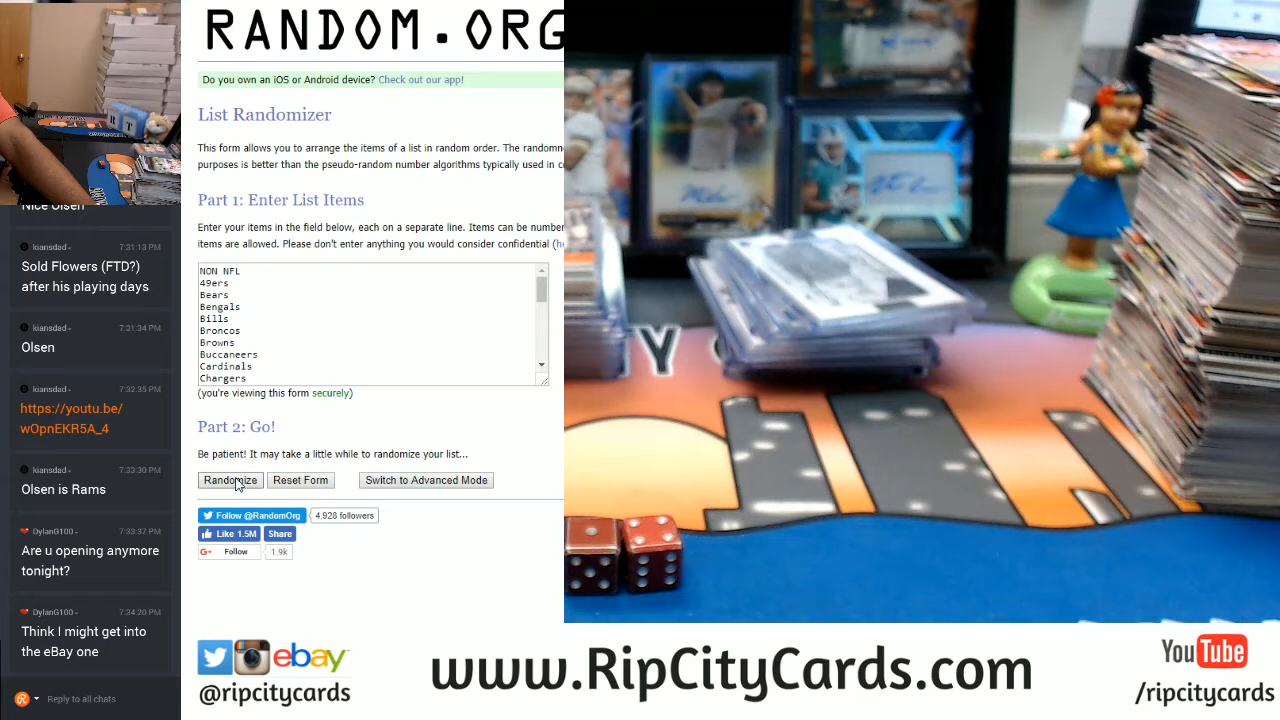 RANDOM.ORG
Do you own an iOS or Android device? Check out our app!
List Randomizer
This form allows you to arrange the items of a list in random order. The randomn
purposes is better than the pseudo-random number algorithms typically used in c
Part 1: Enter List Items
Enter your items in the field below, each on a separate line. Items can be number
items are allowed. Please don't enter anything you would consider confidential (h
NON NFL
49ers
Bears
Bengals
Bills
Broncos
Browns
Buccaneers
Cardinals
Chargers
(you're viewing this form securely)
Part 2: Go!
Be patient! It may take a little while to randomize your list...
Randomize
Reset Form
Switch to Advanced Mode
Follow @RandomOrg
4,928 followers
Like 1.5M
Share
G+ Follow
1.9k
Nice Olsen
kiansdad
7:31:13 PM
Sold Flowers (FTD?)
after his playing days
kiansdad
7:31:34 PM
Olsen
kiansdad
7:32:35 PM
https://youtu.be/
wOpnEKR5A_4
kiansdad
7:33:30 PM
Olsen is Rams
DylanG100
7:33:37 PM
Are u opening anymore
tonight?
DylanG100
7:34:20 PM
Think I might get into
the eBay one
Reply to all chats
TY
ebay
@ripcitycards
www.RipCityCards.com
YouTube
/ripcitycards